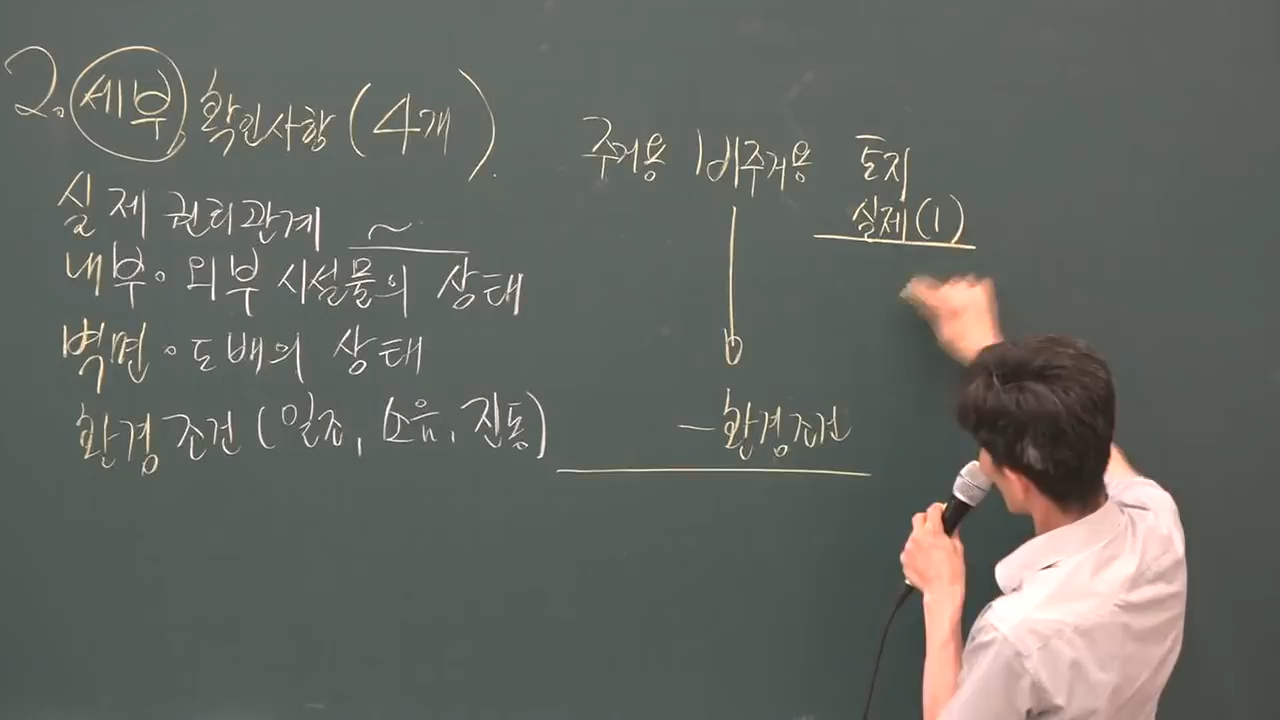 2. 세부 확인사항 (4개).
실제 권리관계 ~
내부·외부 시설물의 상태
벽면·도배의 상태
환경조건 (일조, 소음, 진동)
주거용 비주거용 토지
실제(1)
- 환경조건